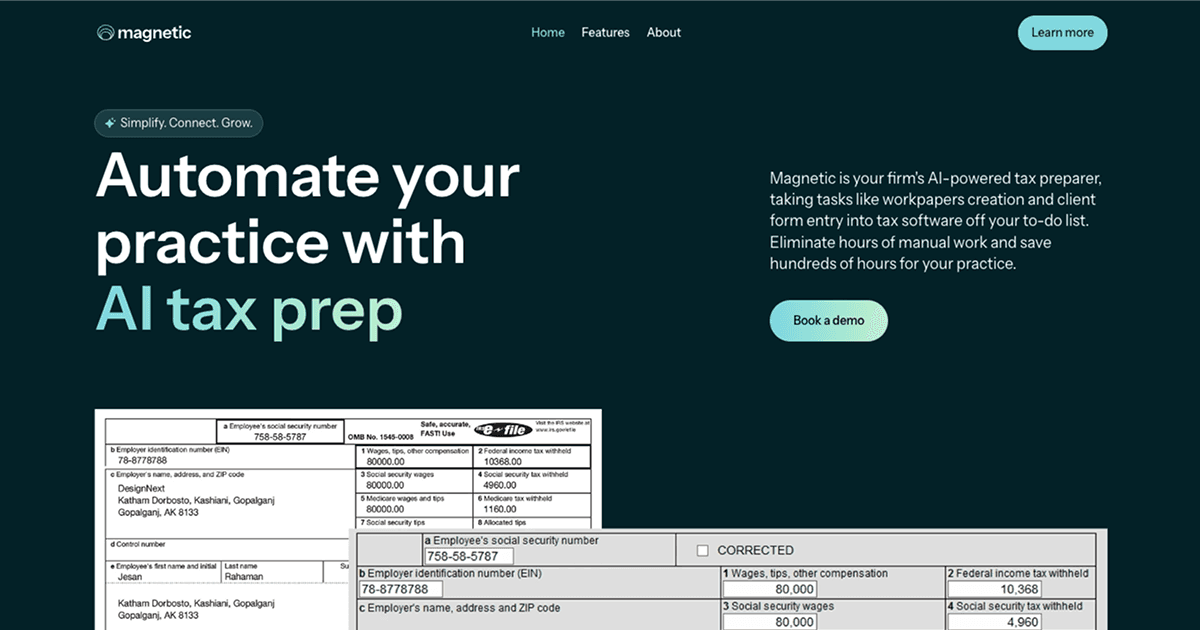 magnetic
Home
Features
About
Learn more
Simplify. Connect. Grow.
Automate your
practice with
AI tax prep
Magnetic is your firm's AI-powered tax preparer,
taking tasks like workpapers creation and client
form entry into tax software off your to-do list.
Eliminate hours of manual work and save
hundreds of hours for your practice.
Book a demo
a Employee's social security number
758-58-5787
OMB No. 1545-0008
Safe, accurate,
FAST! Use
e-file
Visit the IRS website at
www.irs.gov/efile
b Employer identification number (EIN)
78-8778788
1 Wages, tips, other compensation
80000.00
2 Federal income tax withheld
10368.00
c Employer's name, address, and ZIP code
DesignNext
Katham Dorbosto, Kashiani, Gopalganj
Gopalganj, AK 8133
3 Social security wages
80000.00
4 Social security tax withheld
4960.00
5 Medicare wages and tips
80000.00
6 Medicare tax withheld
1160.00
7 Social security tips
8 Allocated tips
d Control number
e Employee's first name and initial
Jesan
Last name
Rahaman
Su
Katham Dorbosto, Kashiani, Gopalganj
Gopalganj, AK 8133
a Employee's social security number
758-58-5787
CORRECTED
b Employer identification number (EIN)
78-8778788
1 Wages, tips, other compensation
80,000
2 Federal income tax withheld
10,368
c Employer's name, address and ZIP code
3 Social security wages
80,000
4 Social security tax withheld
4,960